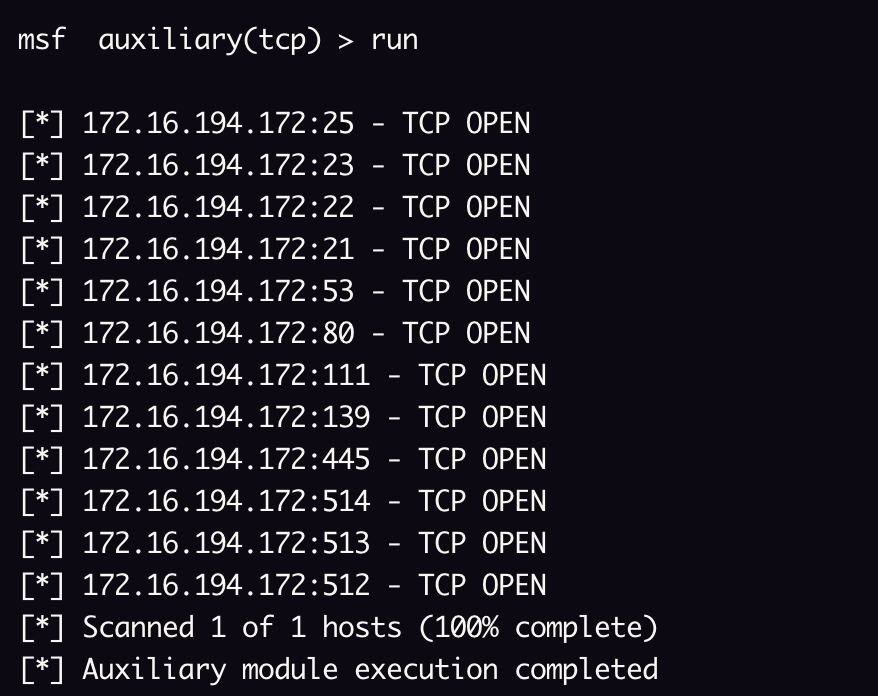 msf  auxiliary(tcp) > run
[*] 172.16.194.172:25 - TCP OPEN
[*] 172.16.194.172:23 - TCP OPEN
[*] 172.16.194.172:22 - TCP OPEN
[*] 172.16.194.172:21 - TCP OPEN
[*] 172.16.194.172:53 - TCP OPEN
[*] 172.16.194.172:80 - TCP OPEN
[*] 172.16.194.172:111 - TCP OPEN
[*] 172.16.194.172:139 - TCP OPEN
[*] 172.16.194.172:445 - TCP OPEN
[*] 172.16.194.172:514 - TCP OPEN
[*] 172.16.194.172:513 - TCP OPEN
[*] 172.16.194.172:512 - TCP OPEN
[*] Scanned 1 of 1 hosts (100% complete)
[*] Auxiliary module execution completed